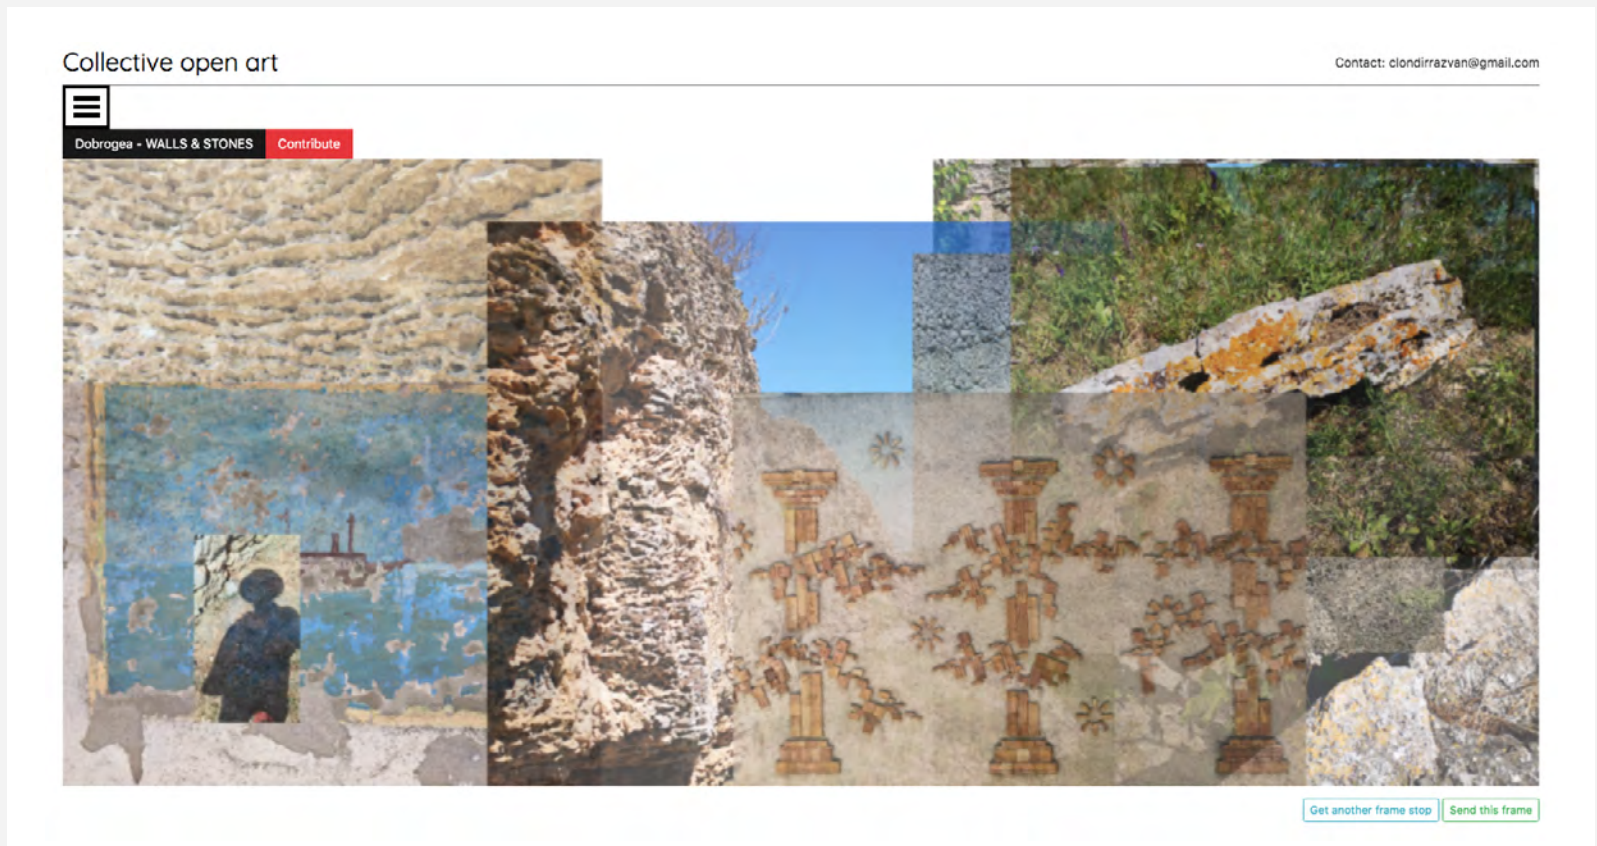 Collective open art
Contact: clondirrazvan@gmail.com
Dobrogea - WALLS & STONES
Contribute
Get another frame stop
Send this frame